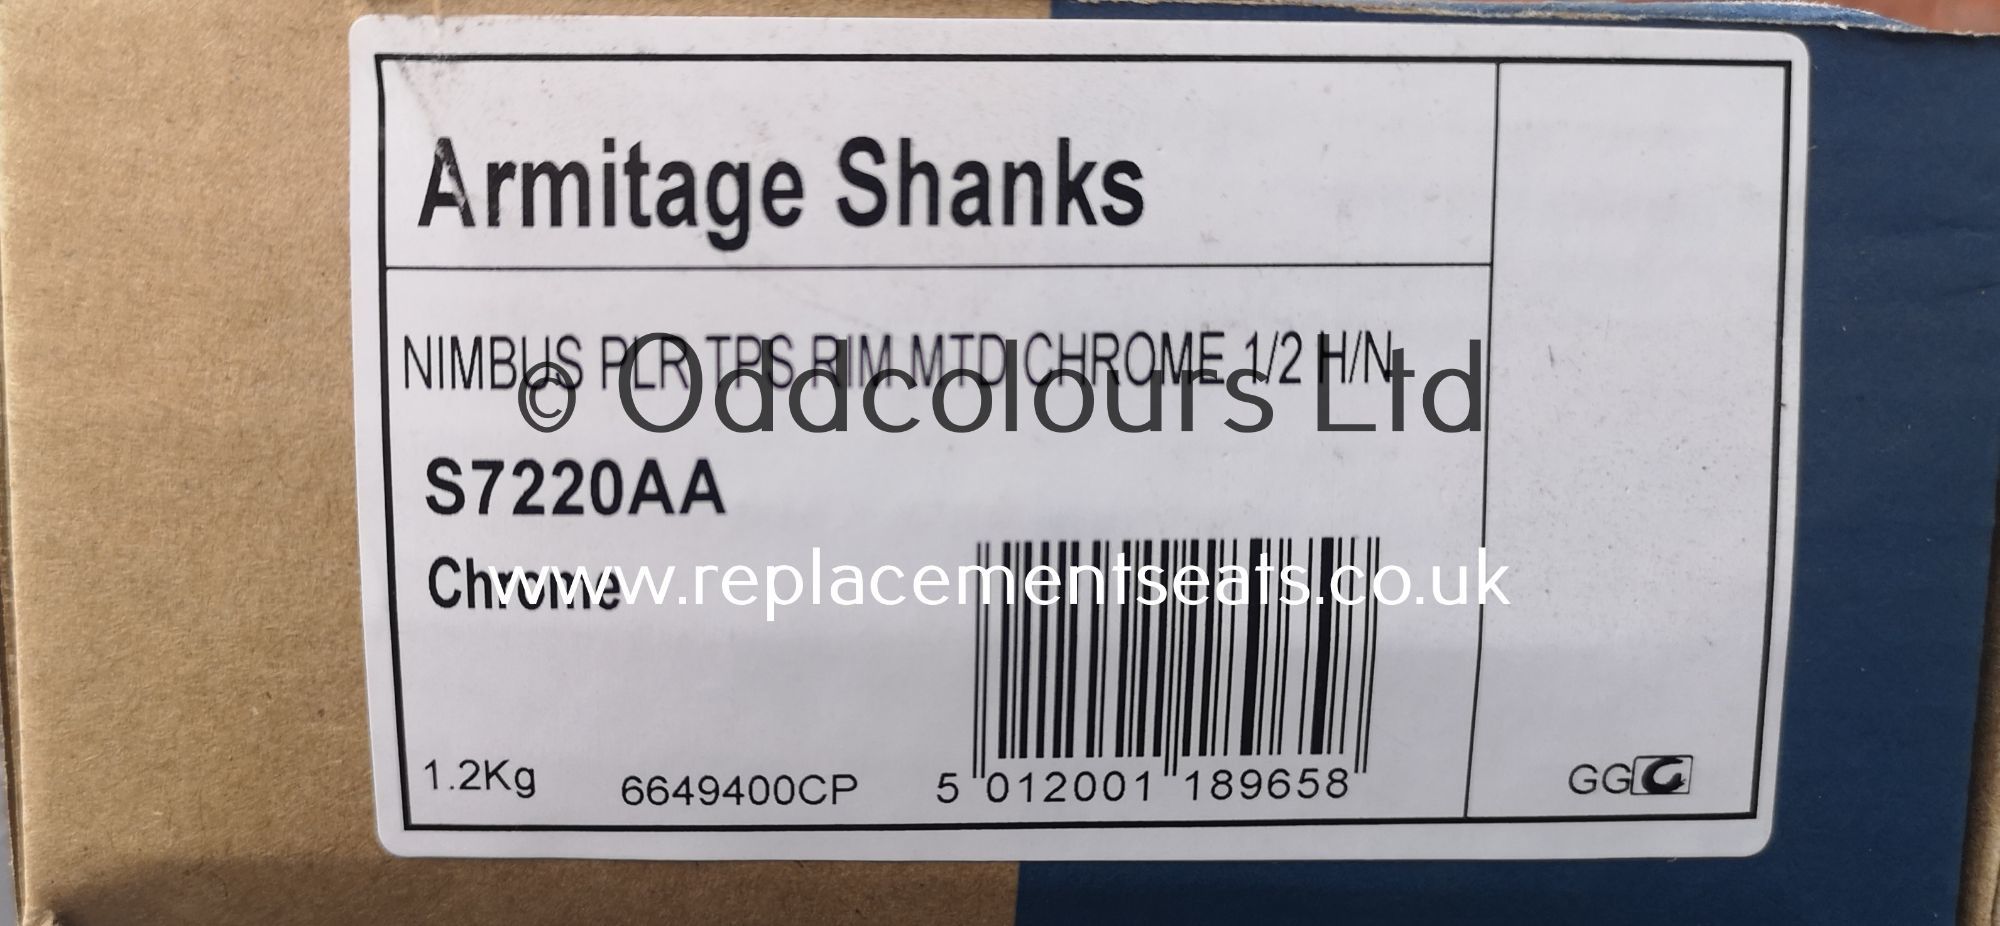 Armitage Shanks
NIMBUS PLR TPS RIM MTD CHROME 1/2 H/N
© Oddcolours Ltd
S7220AA
Chrome
www.replacementseats.co.uk
1.2Kg
6649400CP
5 012001 189658
GG